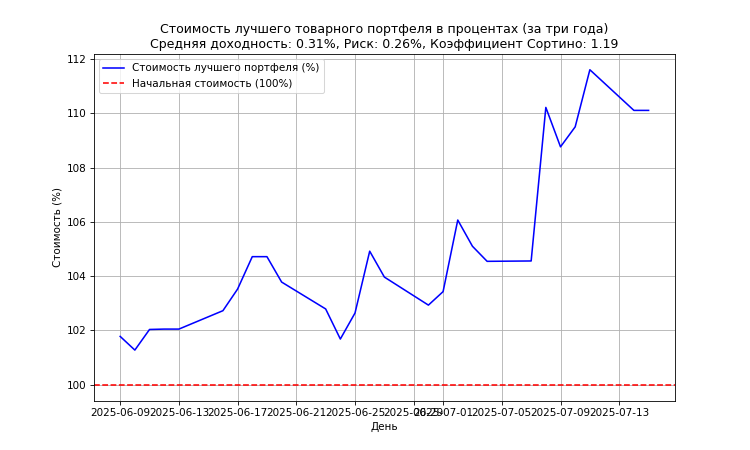 Стоимость лучшего товарного портфеля в процентах (за три года)
Средняя доходность: 0.31%, Риск: 0.26%, Коэффициент Сортино: 1.19
Стоимость лучшего портфеля (%)
Начальная стоимость (100%)
Стоимость (%)
112
110
108
106
104
102
100
2025-06-09 2025-06-13 2025-06-17 2025-06-21 2025-06-25 2025-06-29 2025-07-01 2025-07-05 2025-07-09 2025-07-13
День